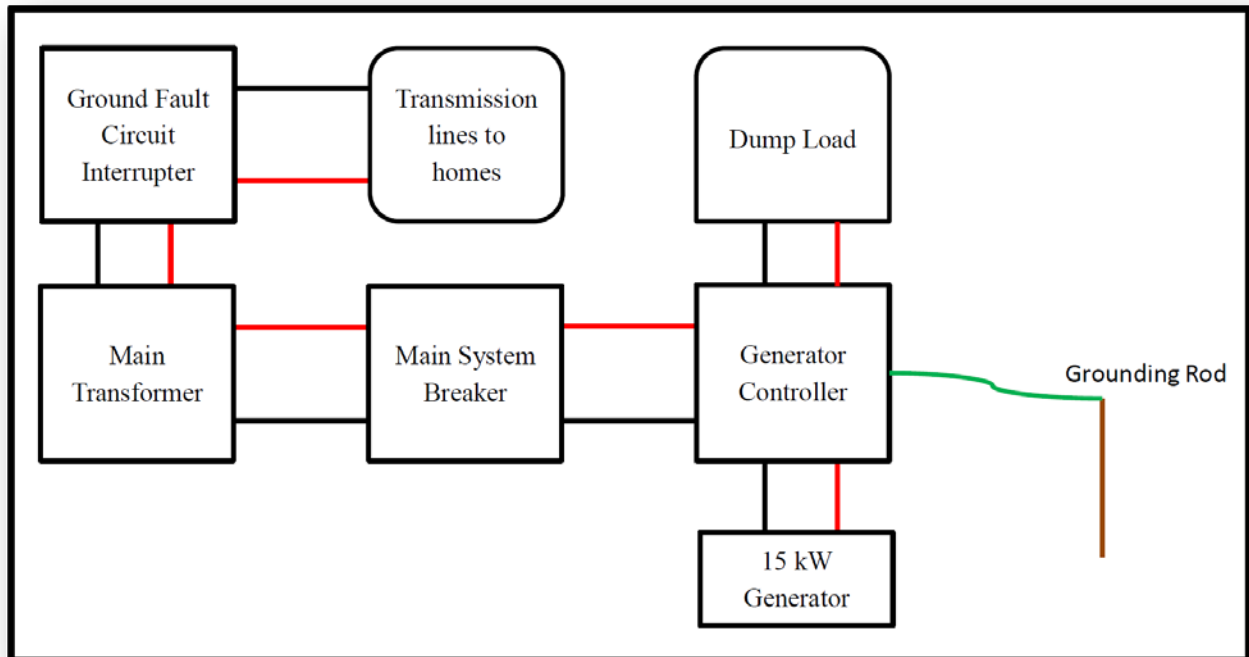 Ground Fault
Circuit
Interrupter
Transmission
lines to
homes
Dump Load
Main
Transformer
Main System
Breaker
Generator
Controller
Grounding Rod
15 kW
Generator